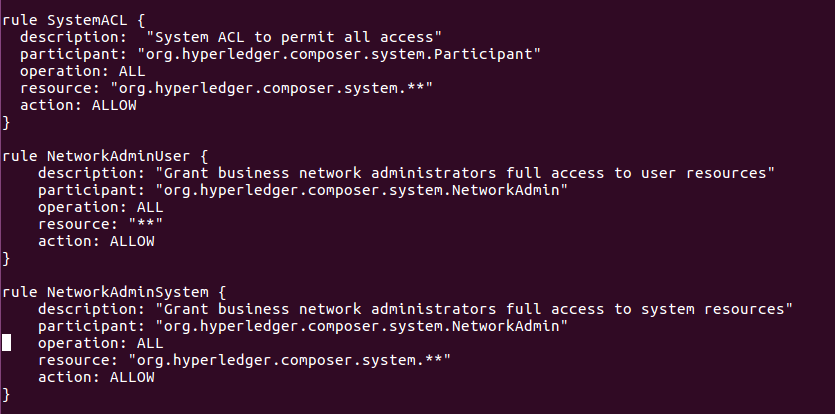 rule SystemACL {
  description:  "System ACL to permit all access"
  participant: "org.hyperledger.composer.system.Participant"
  operation: ALL
  resource: "org.hyperledger.composer.system.**"
  action: ALLOW
}

rule NetworkAdminUser {
    description: "Grant business network administrators full access to user resources"
    participant: "org.hyperledger.composer.system.NetworkAdmin"
    operation: ALL
    resource: "**"
    action: ALLOW
}

rule NetworkAdminSystem {
    description: "Grant business network administrators full access to system resources"
    participant: "org.hyperledger.composer.system.NetworkAdmin"
    operation: ALL
    resource: "org.hyperledger.composer.system.**"
    action: ALLOW
}